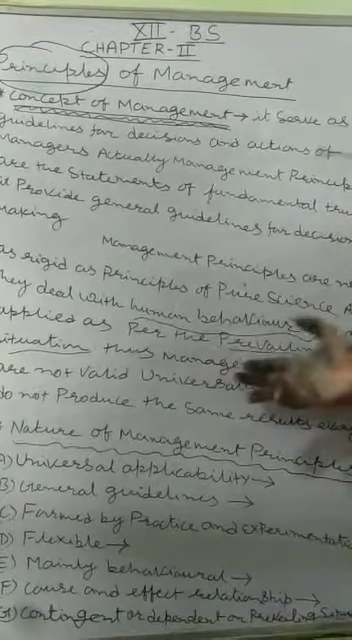 XII - BS
CHAPTER-II
Principles of Management
* Concept of Management → it serve as
guidelines for decisions and actions of
Managers Actually Management
are the Statements of fundamental
it Provide general guidelines for decision
making
Management Principles are
as rigid as Principles of Pure Science
they deal with human behaviour
applied as Per the Prevailin
situation thus Manage
are not valid Universal
do not Produce the same results every
* Nature of Management Principles
A) Universal applicability →
B) General guidelines →
C) Formed by Practice and experimentatio
D) Flexible →
E) Mainly behavioural →
F) Cause and effect relationship →
G) Contingent or dependent on Prevailing